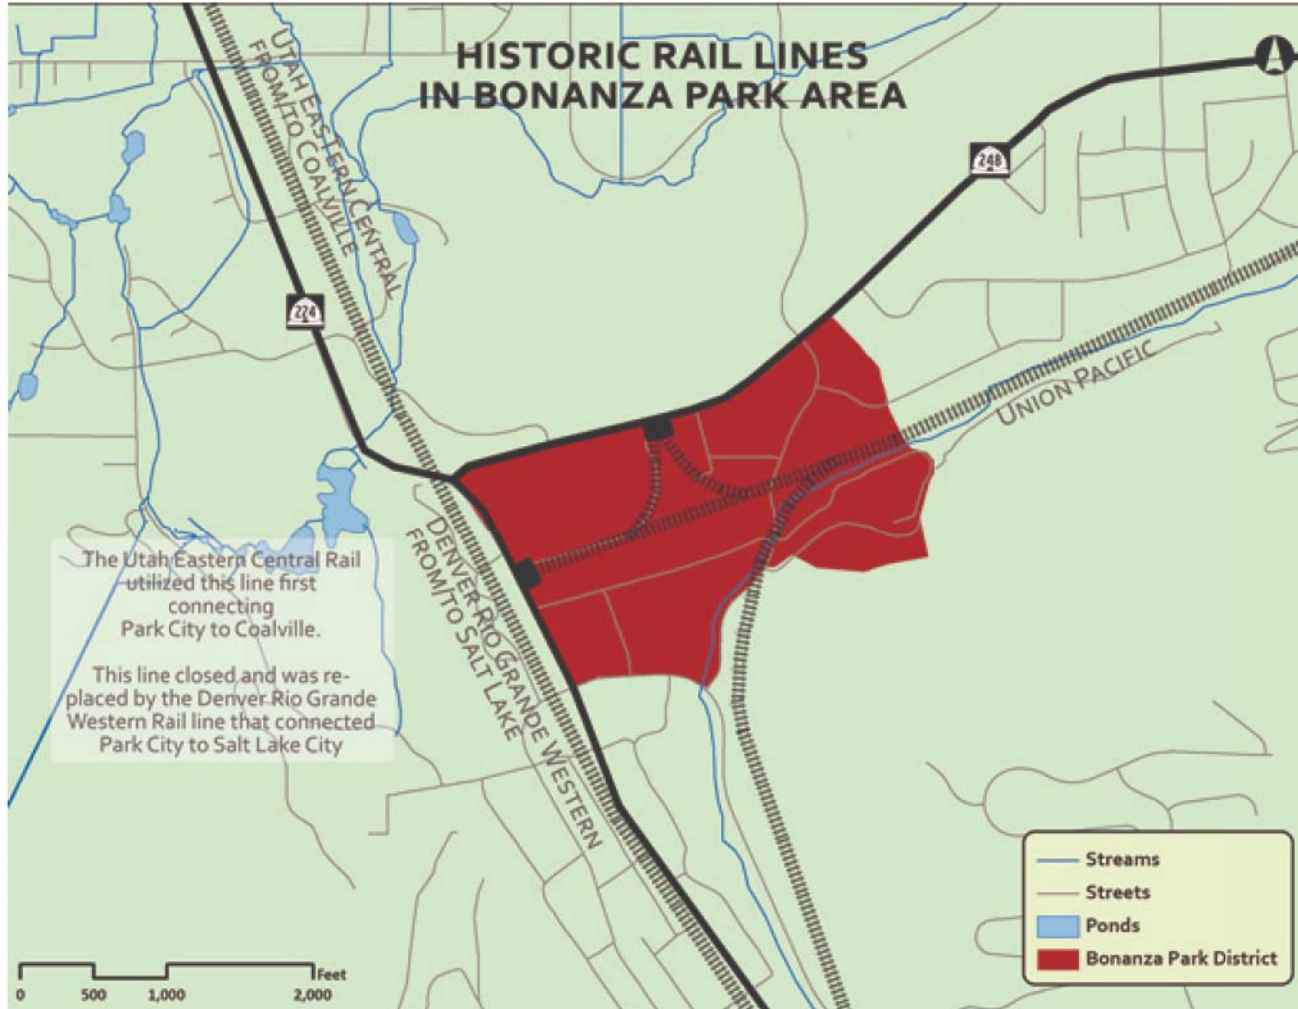 HISTORIC RAIL LINES
IN BONANZA PARK AREA
UTAH EASTERN CENTRAL
FROM/TO COALVILLE
248
224
UNION PACIFIC
DENVER RIO GRANDE WESTERN
FROM/TO SALT LAKE
The Utah Eastern Central Rail
utilized this line first
connecting
Park City to Coalville.
This line closed and was re-
placed by the Denver Rio Grande
Western Rail line that connected
Park City to Salt Lake City
Streams
Streets
Ponds
Bonanza Park District
Feet
0 500 1,000 2,000